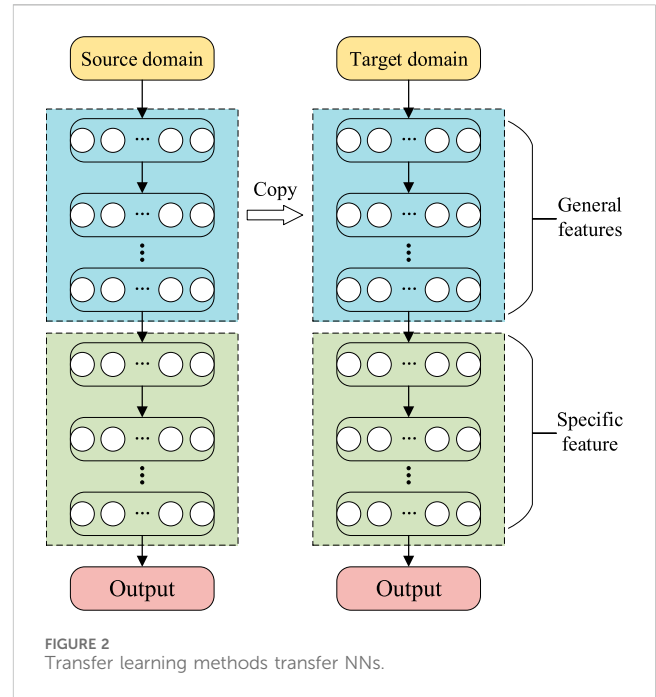 Source domain
Target domain
...
...
Copy
...
...
General
features
...
...
...
...
Specific
feature
...
...
...
...
Output
Output
FIGURE 2
Transfer learning methods transfer NNs.